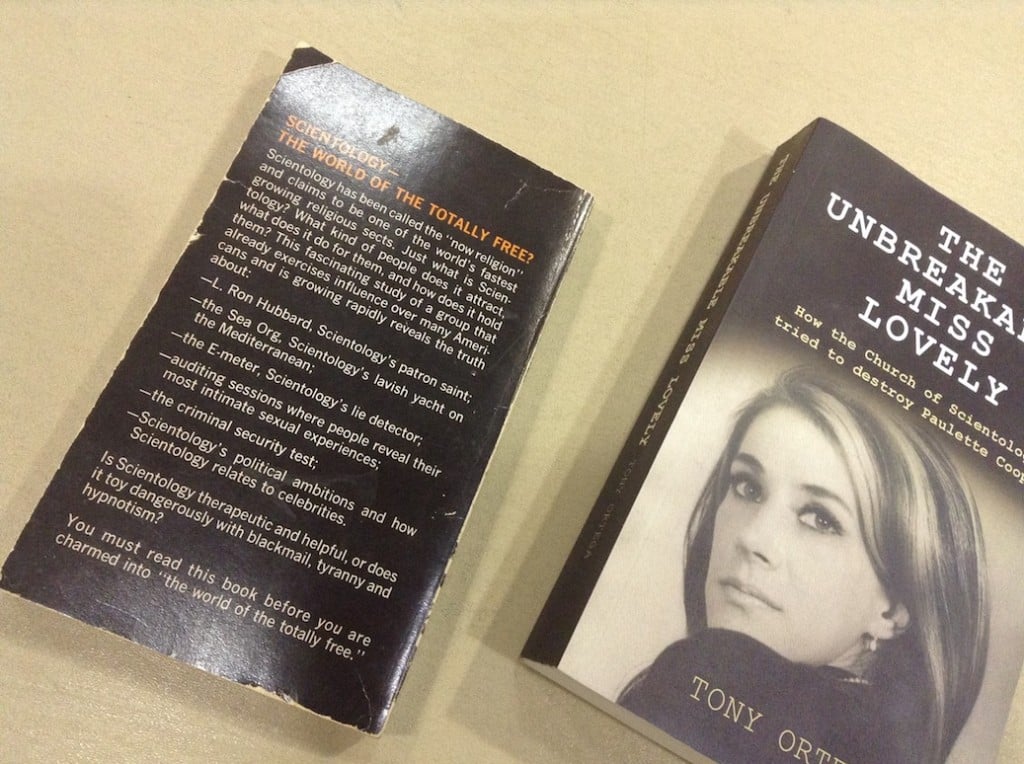 SCIENTOLOGY—
THE WORLD OF THE TOTALLY FREE?
Scientology has been called the "now religion"
and claims to be one of the world's fastest
growing religious sects. Just what is Scien-
tology? What kind of people does it attract,
what does it do for them, and how does it hold
them? This fascinating study of a group that
already exercises influence over many Ameri-
cans and is growing rapidly reveals the truth
about:
—L. Ron Hubbard, Scientology's patron saint;
—the Sea Org, Scientology's lavish yacht on
the Mediterranean;
—the E-meter, Scientology's lie detector;
—auditing sessions where people reveal their
most intimate sexual experiences;
—the criminal security test;
—Scientology's political ambitions and how
Scientology relates to celebrities.
Is Scientology therapeutic and helpful, or does
it toy dangerously with blackmail, tyranny and
hypnotism?
You must read this book before you are
charmed into "the world of the totally free."
THE UNBREAKABLE MISS LOVELY TONY ORTEGA
THE
UNBREAKA
MISS
LOVELY
How the Church of Scientolo
tried to destroy Paulette Coop
TONY ORTE